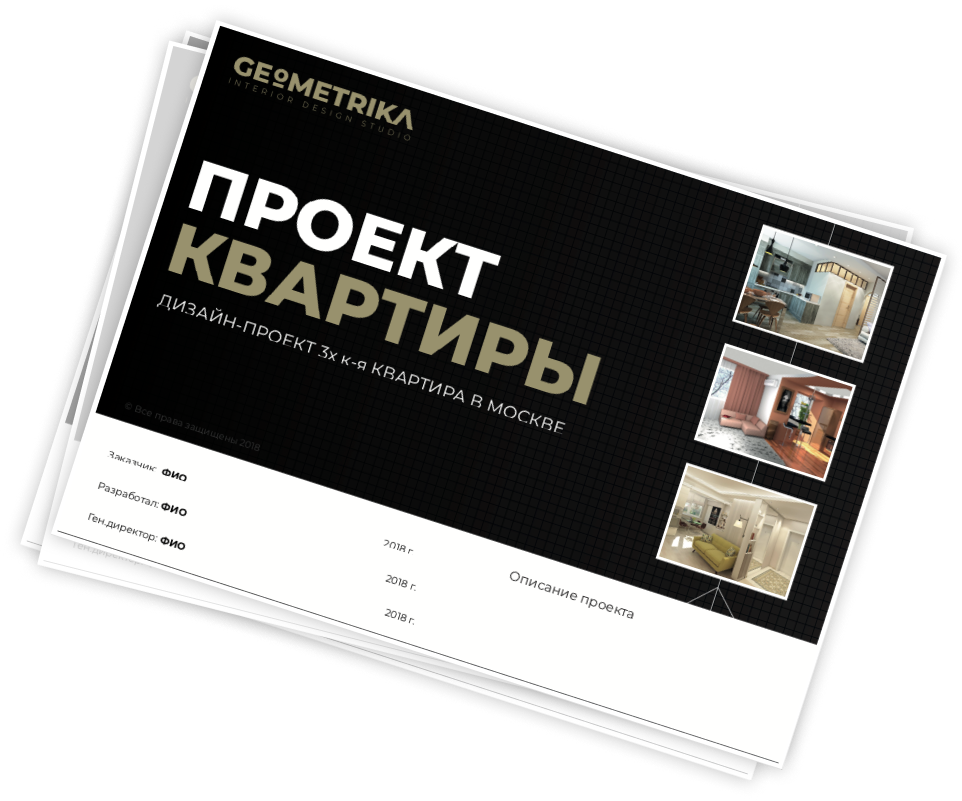 GEOMETRIKA
INTERIOR DESIGN STUDIO
ПРОЕКТ
КВАРТИРЫ
ДИЗАЙН-ПРОЕКТ 3х к-я КВАРТИРА В МОСКВЕ
© Все права защищены 2018
Заказчик: ФИО
2018 г.
Разработал: ФИО
2018 г.
Ген.директор: ФИО
2018 г.
Описание проекта